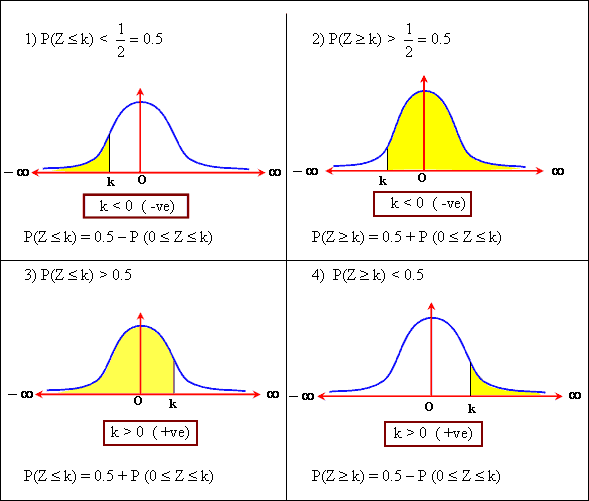 1) P(Z ≤ k) < 1/2 = 0.5
– ∞ k O ∞
k < 0 ( -ve)
P(Z ≤ k) = 0.5 – P (0 ≤ Z ≤ k)
2) P(Z ≥ k) > 1/2 = 0.5
– ∞ k O ∞
k < 0 ( -ve)
P(Z ≥ k) = 0.5 + P (0 ≤ Z ≤ k)
3) P(Z ≤ k) > 0.5
– ∞ O k ∞
k > 0 ( +ve)
P(Z ≤ k) = 0.5 + P (0 ≤ Z ≤ k)
4) P(Z ≥ k) < 0.5
– ∞ O k ∞
k > 0 ( +ve)
P(Z ≥ k) = 0.5 – P (0 ≤ Z ≤ k)